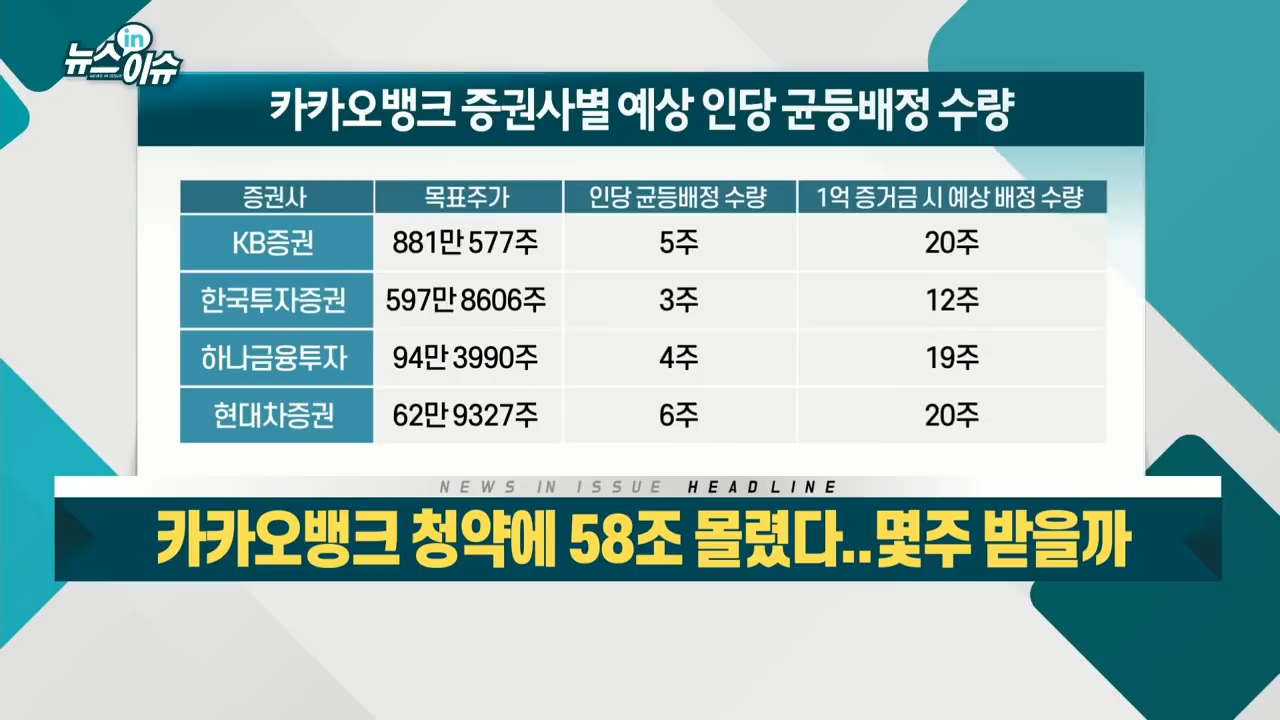 뉴스in이슈
NEWS IN ISSUE
카카오뱅크 증권사별 예상 인당 균등배정 수량
증권사 목표주가 인당 균등배정 수량 1억 증거금 시 예상 배정 수량
KB증권 881만 577주 5주 20주
한국투자증권 597만 8606주 3주 12주
하나금융투자 94만 3990주 4주 19주
현대차증권 62만 9327주 6주 20주
NEWS IN ISSUE HEADLINE
카카오뱅크 청약에 58조 몰렸다..몇주 받을까